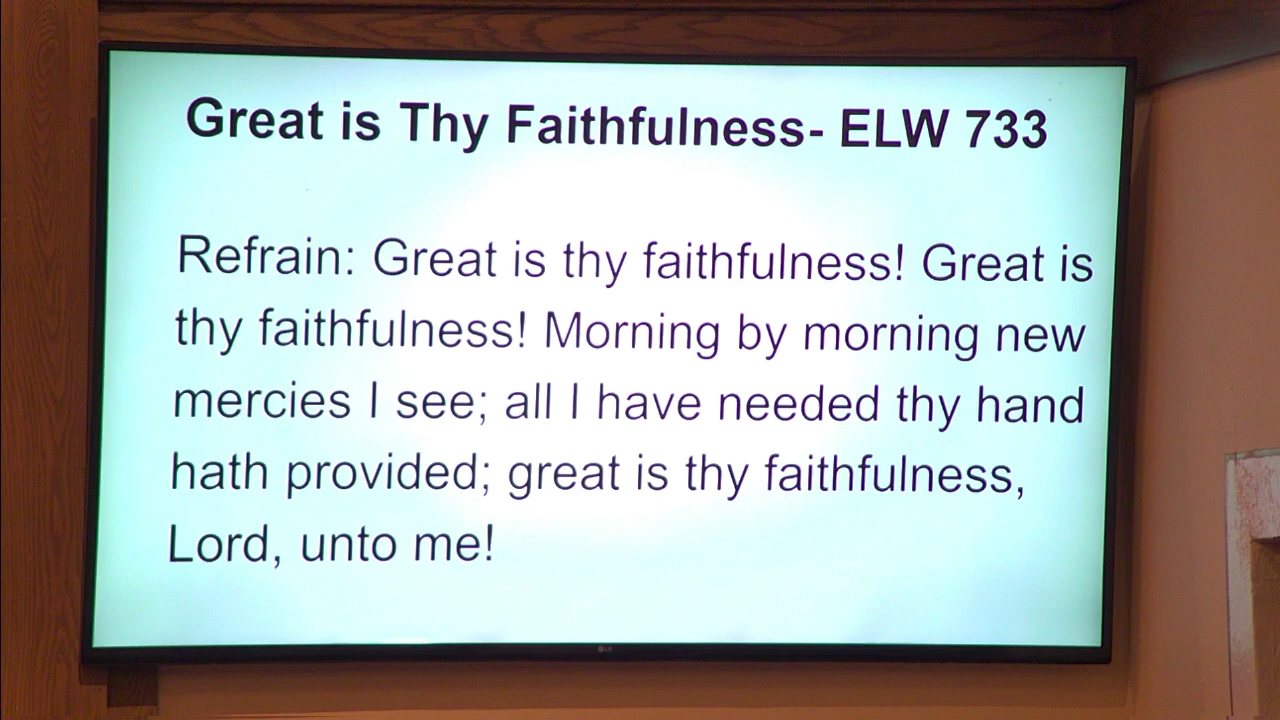 Great is Thy Faithfulness- ELW 733
Refrain: Great is thy faithfulness! Great is
thy faithfulness! Morning by morning new
mercies I see; all I have needed thy hand
hath provided; great is thy faithfulness,
Lord, unto me!
LG